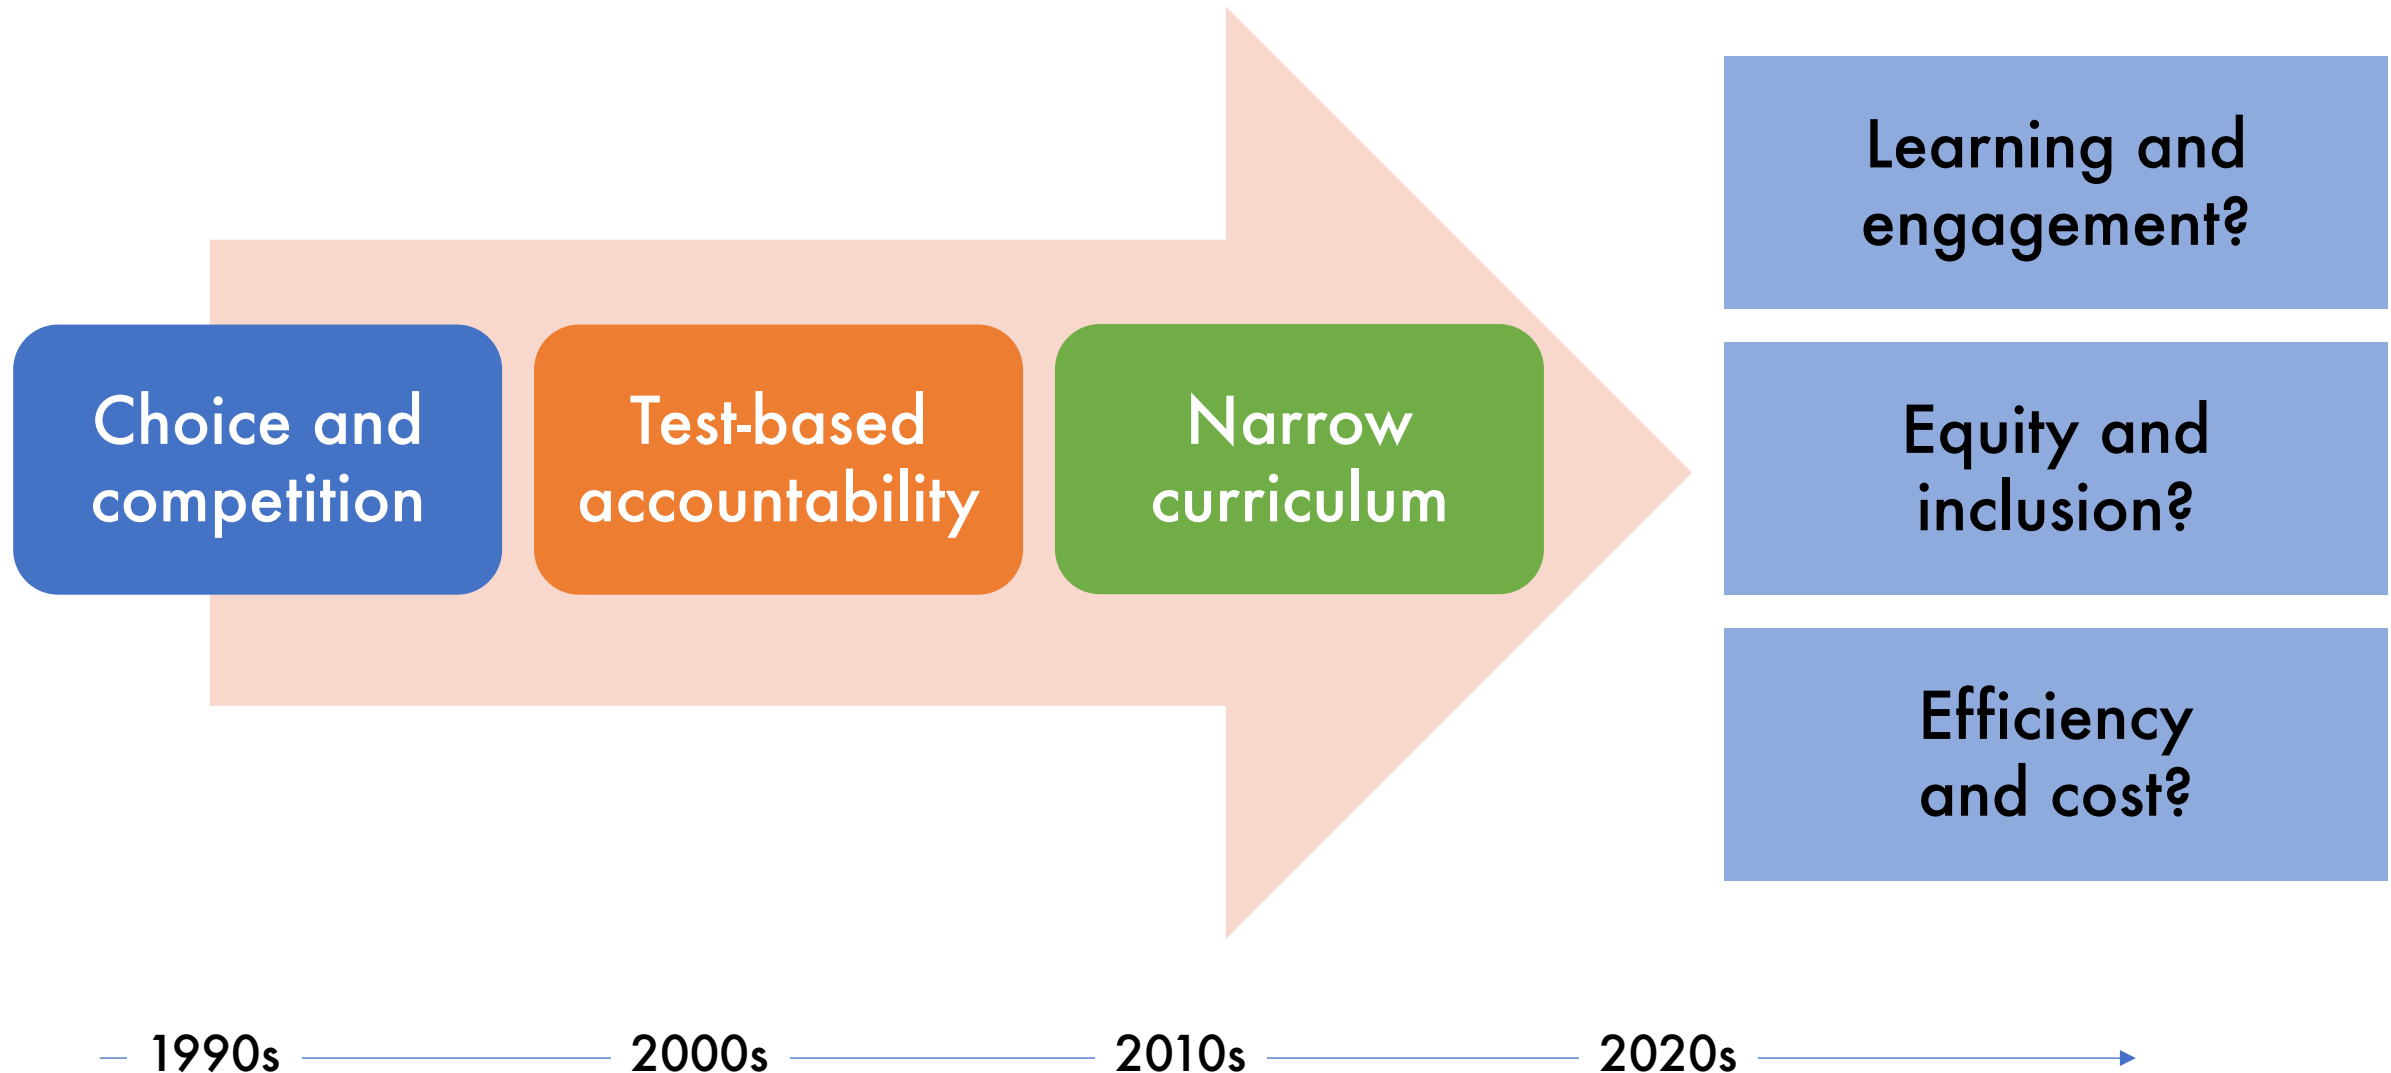 Choice and
competition
Test-based
accountability
Narrow
curriculum
Learning and
engagement?
Equity and
inclusion?
Efficiency
and cost?
1990s
2000s
2010s
2020s